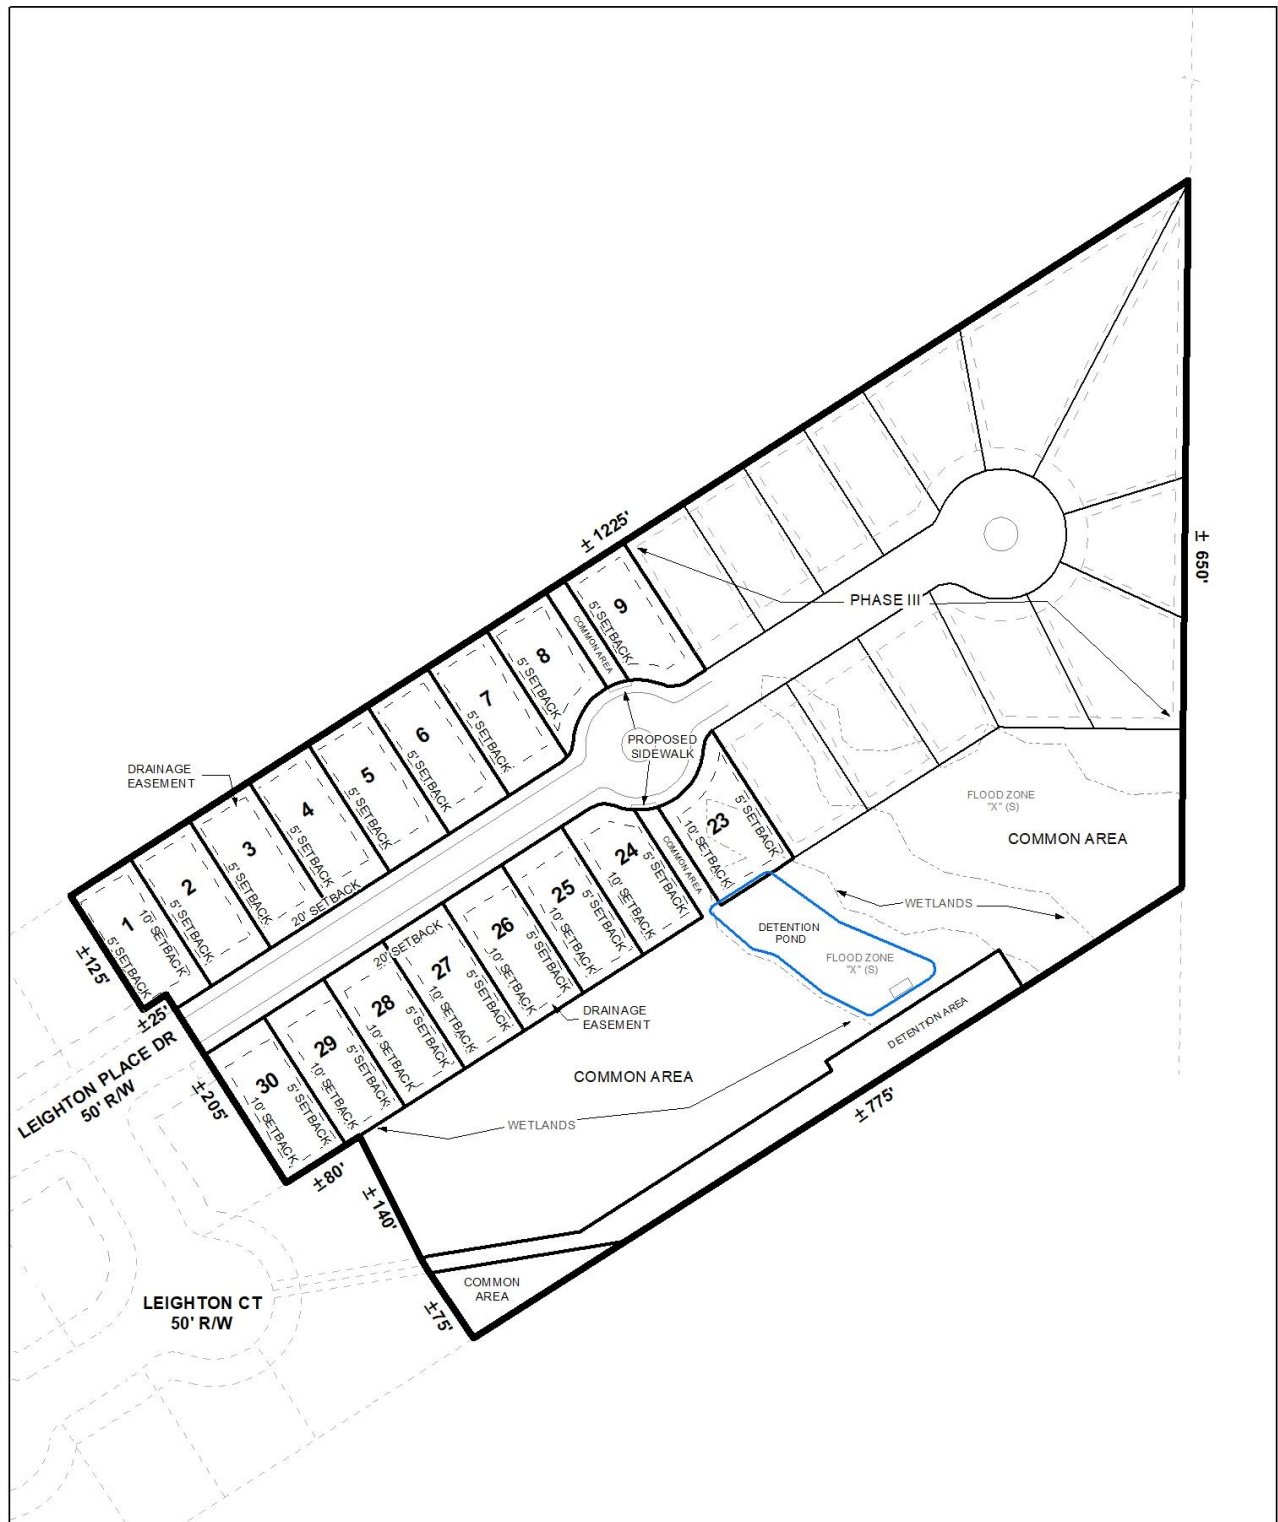 ± 1225'
± 650'
PHASE III
9
5' SETBACK
COMMON AREA
8
5' SETBACK
7
5' SETBACK
6
5' SETBACK
5
5' SETBACK
4
5' SETBACK
3
5' SETBACK
2
5' SETBACK
1
10' SETBACK
5' SETBACK
20' SETBACK
DRAINAGE
EASEMENT
PROPOSED
SIDEWALK
FLOOD ZONE
"X" (S)
COMMON AREA
WETLANDS
23
5' SETBACK
10' SETBACK
COMMON AREA
24
5' SETBACK
10' SETBACK
25
10' SETBACK
5' SETBACK
26
10' SETBACK
5' SETBACK
20' SETBACK
27
10' SETBACK
5' SETBACK
28
10' SETBACK
5' SETBACK
29
10' SETBACK
5' SETBACK
30
10' SETBACK
5' SETBACK
DETENTION
POND
FLOOD ZONE
"X" (S)
DRAINAGE
EASEMENT
DETENTION AREA
COMMON AREA
WETLANDS
±125'
±25'
LEIGHTON PLACE DR
50' R/W
±205'
±80'
± 140'
± 775'
COMMON
AREA
±75'
LEIGHTON CT
50' R/W